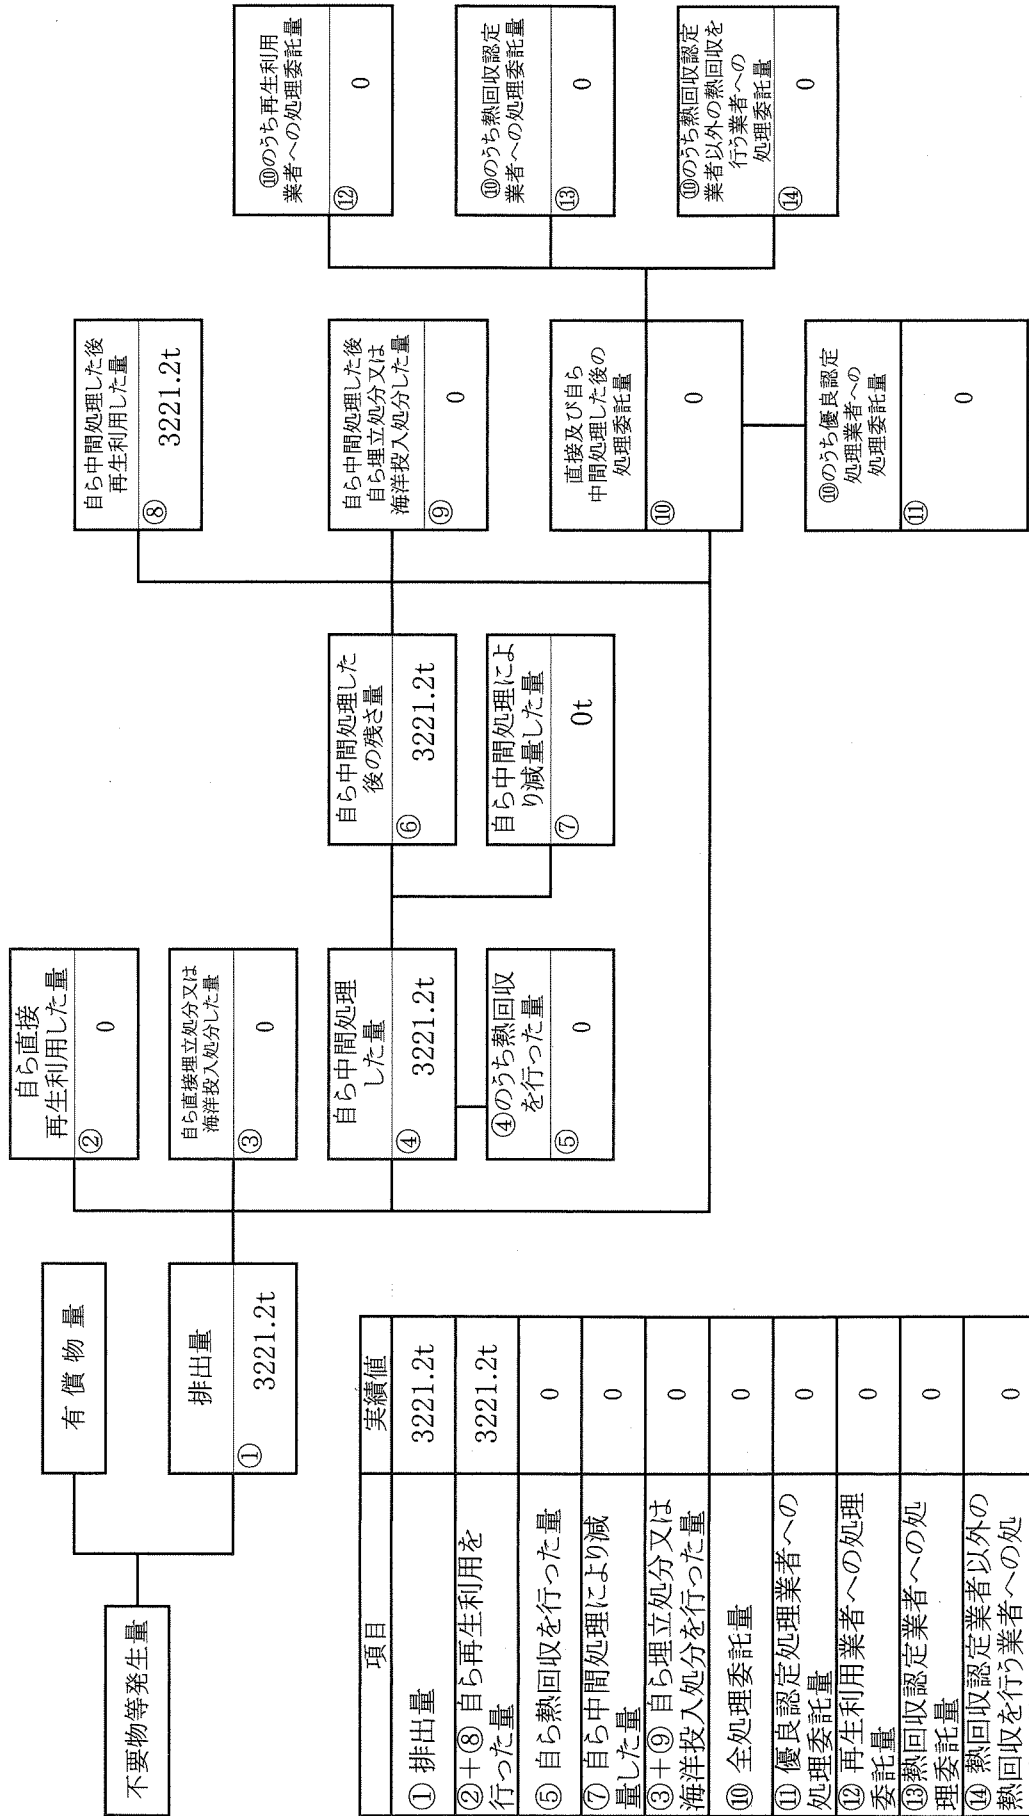 不要物等発生量
有償物量
排出量
①
3221.2t
自ら直接
再生利用した量
②
0
自ら直接埋立処分又は
海洋投入処分した量
③
0
自ら中間処理
した量
④
3221.2t
④のうち熱回収
を行った量
⑤
0
自ら中間処理した
後の残さ量
⑥
3221.2t
自ら中間処理によ
り減量した量
⑦
0t
自ら中間処理した後
再生利用した量
⑧
3221.2t
自ら中間処理した後
自ら埋立処分又は
海洋投入処分した量
⑨
0
直接及び自ら
中間処理した後の
処理委託量
⑩
0
⑩のうち優良認定
処理業者への
処理委託量
⑪
0
⑩のうち再生利用
業者への処理委託量
⑫
0
⑩のうち熱回収認定
業者への処理委託量
⑬
0
⑩のうち熱回収認定
業者以外の熱回収を
行う業者への
処理委託量
⑭
0
項目 実績値
① 排出量 3221.2t
②+⑧ 自ら再生利用を
行った量 3221.2t
⑤ 自ら熱回収を行った量 0
⑦ 自ら中間処理により減
量した量 0
③+⑨ 自ら埋立処分又は
海洋投入処分を行った量 0
⑩ 全処理委託量 0
⑪ 優良認定処理業者への
処理委託量 0
⑫ 再生利用業者への処理
委託量 0
⑬熱回収認定業者への処
理委託量 0
⑭ 熱回収認定業者以外の
熱回収を行う業者への処 0